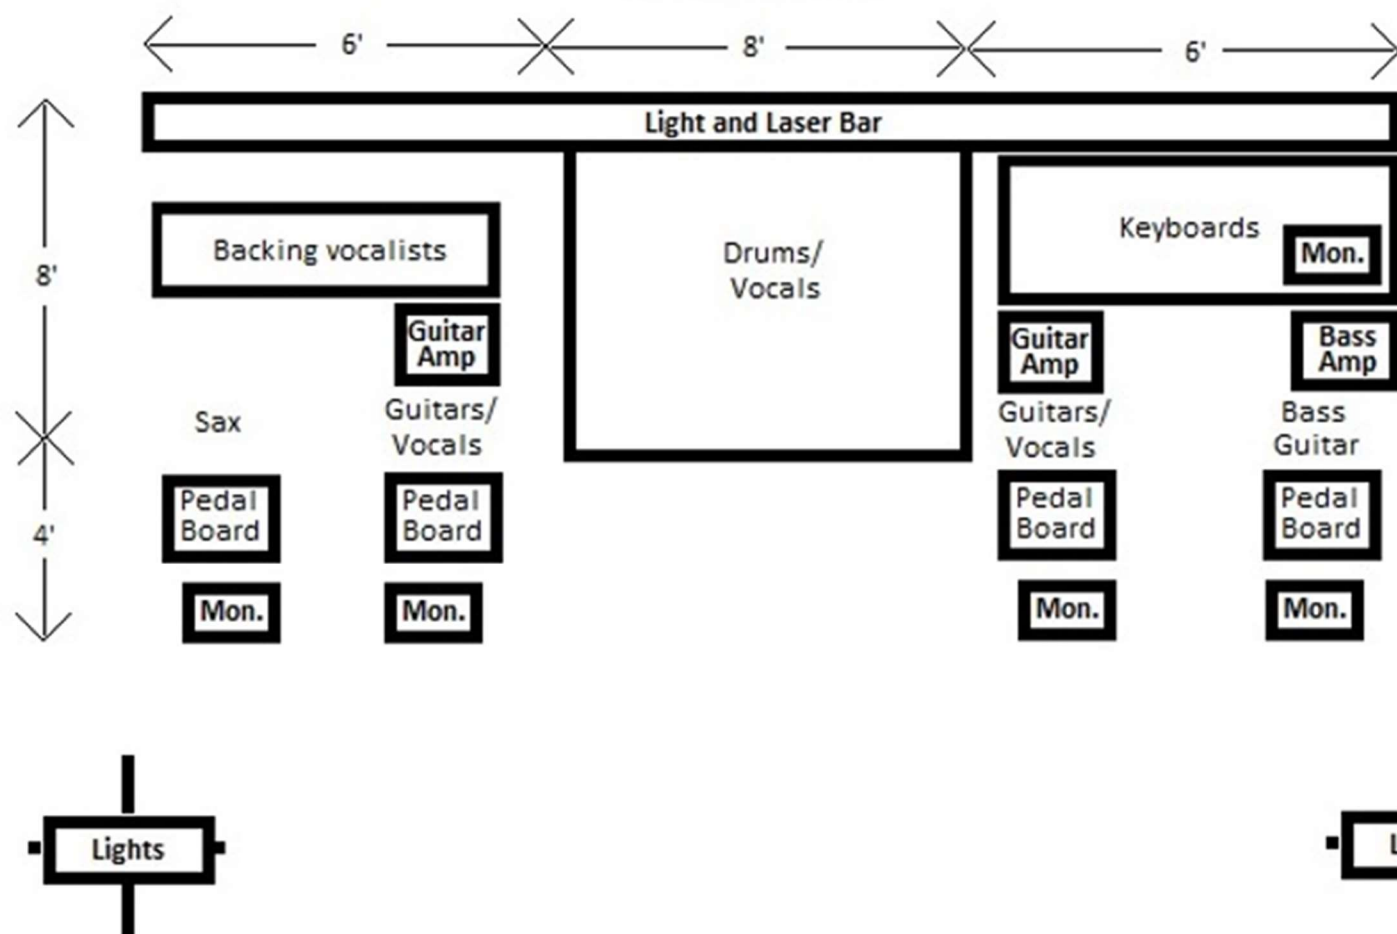 6'
8'
6'
Light and Laser Bar
Backing vocalists
Drums/
Vocals
Keyboards
Mon.
8'
Guitar
Amp
Guitar
Amp
Bass
Amp
Sax
Guitars/
Vocals
Guitars/
Vocals
Bass
Guitar
4'
Pedal
Board
Pedal
Board
Pedal
Board
Pedal
Board
Mon.
Mon.
Mon.
Mon.
Lights